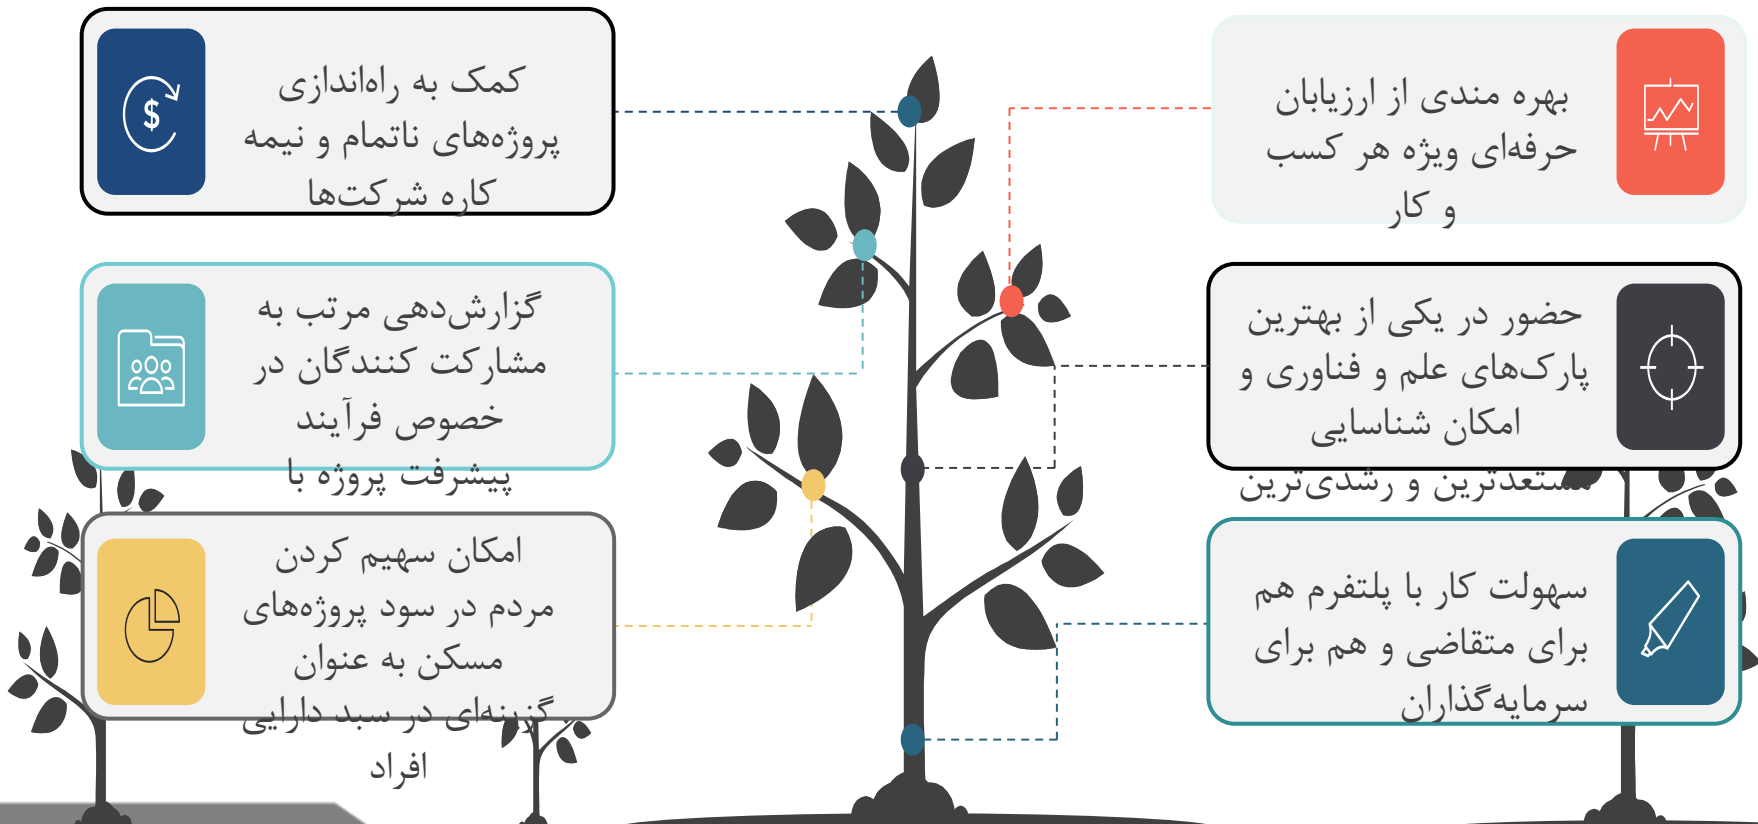 بهره مندی از ارزیابان
حرفه‌ای ویژه هر کسب
و کار
حضور در یکی از بهترین
پارک‌های علم و فناوری و
امکان شناسایی
مستعدترین و رشدی‌ترین
سهولت کار با پلتفرم هم
برای متقاضی و هم برای
سرمایه‌گذاران
کمک به راه‌اندازی
پروژه‌های ناتمام و نیمه
کاره شرکت‌ها
$
گزارش‌دهی مرتب به
مشارکت کنندگان در
خصوص فرآیند
پیشرفت پروژه با
امکان سهیم کردن
مردم در سود پروژه‌های
مسکن به عنوان
گزینه‌ای در سبد دارایی
افراد